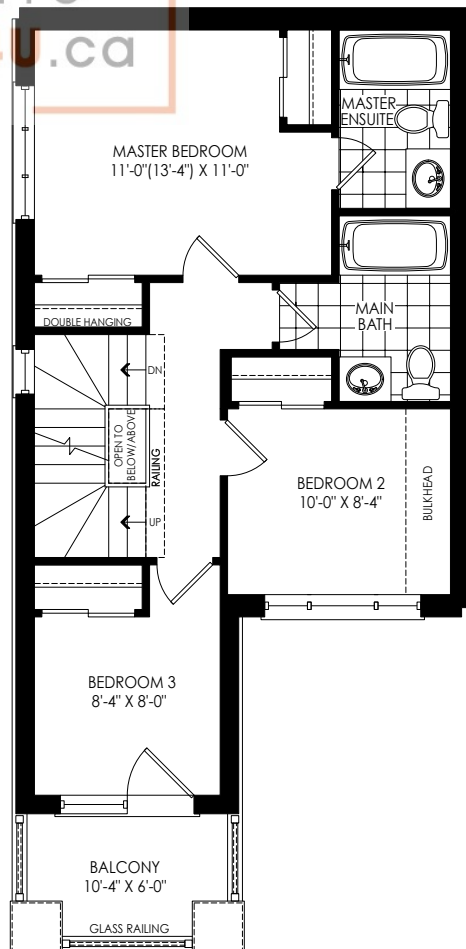 4u.ca
MASTER
ENSUITE
MASTER BEDROOM
11'-0"(13'-4") X 11'-0"
DOUBLE HANGING
MAIN
BATH
DN
OPEN TO
BELOW/ABOVE
RAILING
UP
BEDROOM 2
10'-0" X 8'-4"
BULKHEAD
BEDROOM 3
8'-4" X 8'-0"
BALCONY
10'-4" X 6'-0"
GLASS RAILING